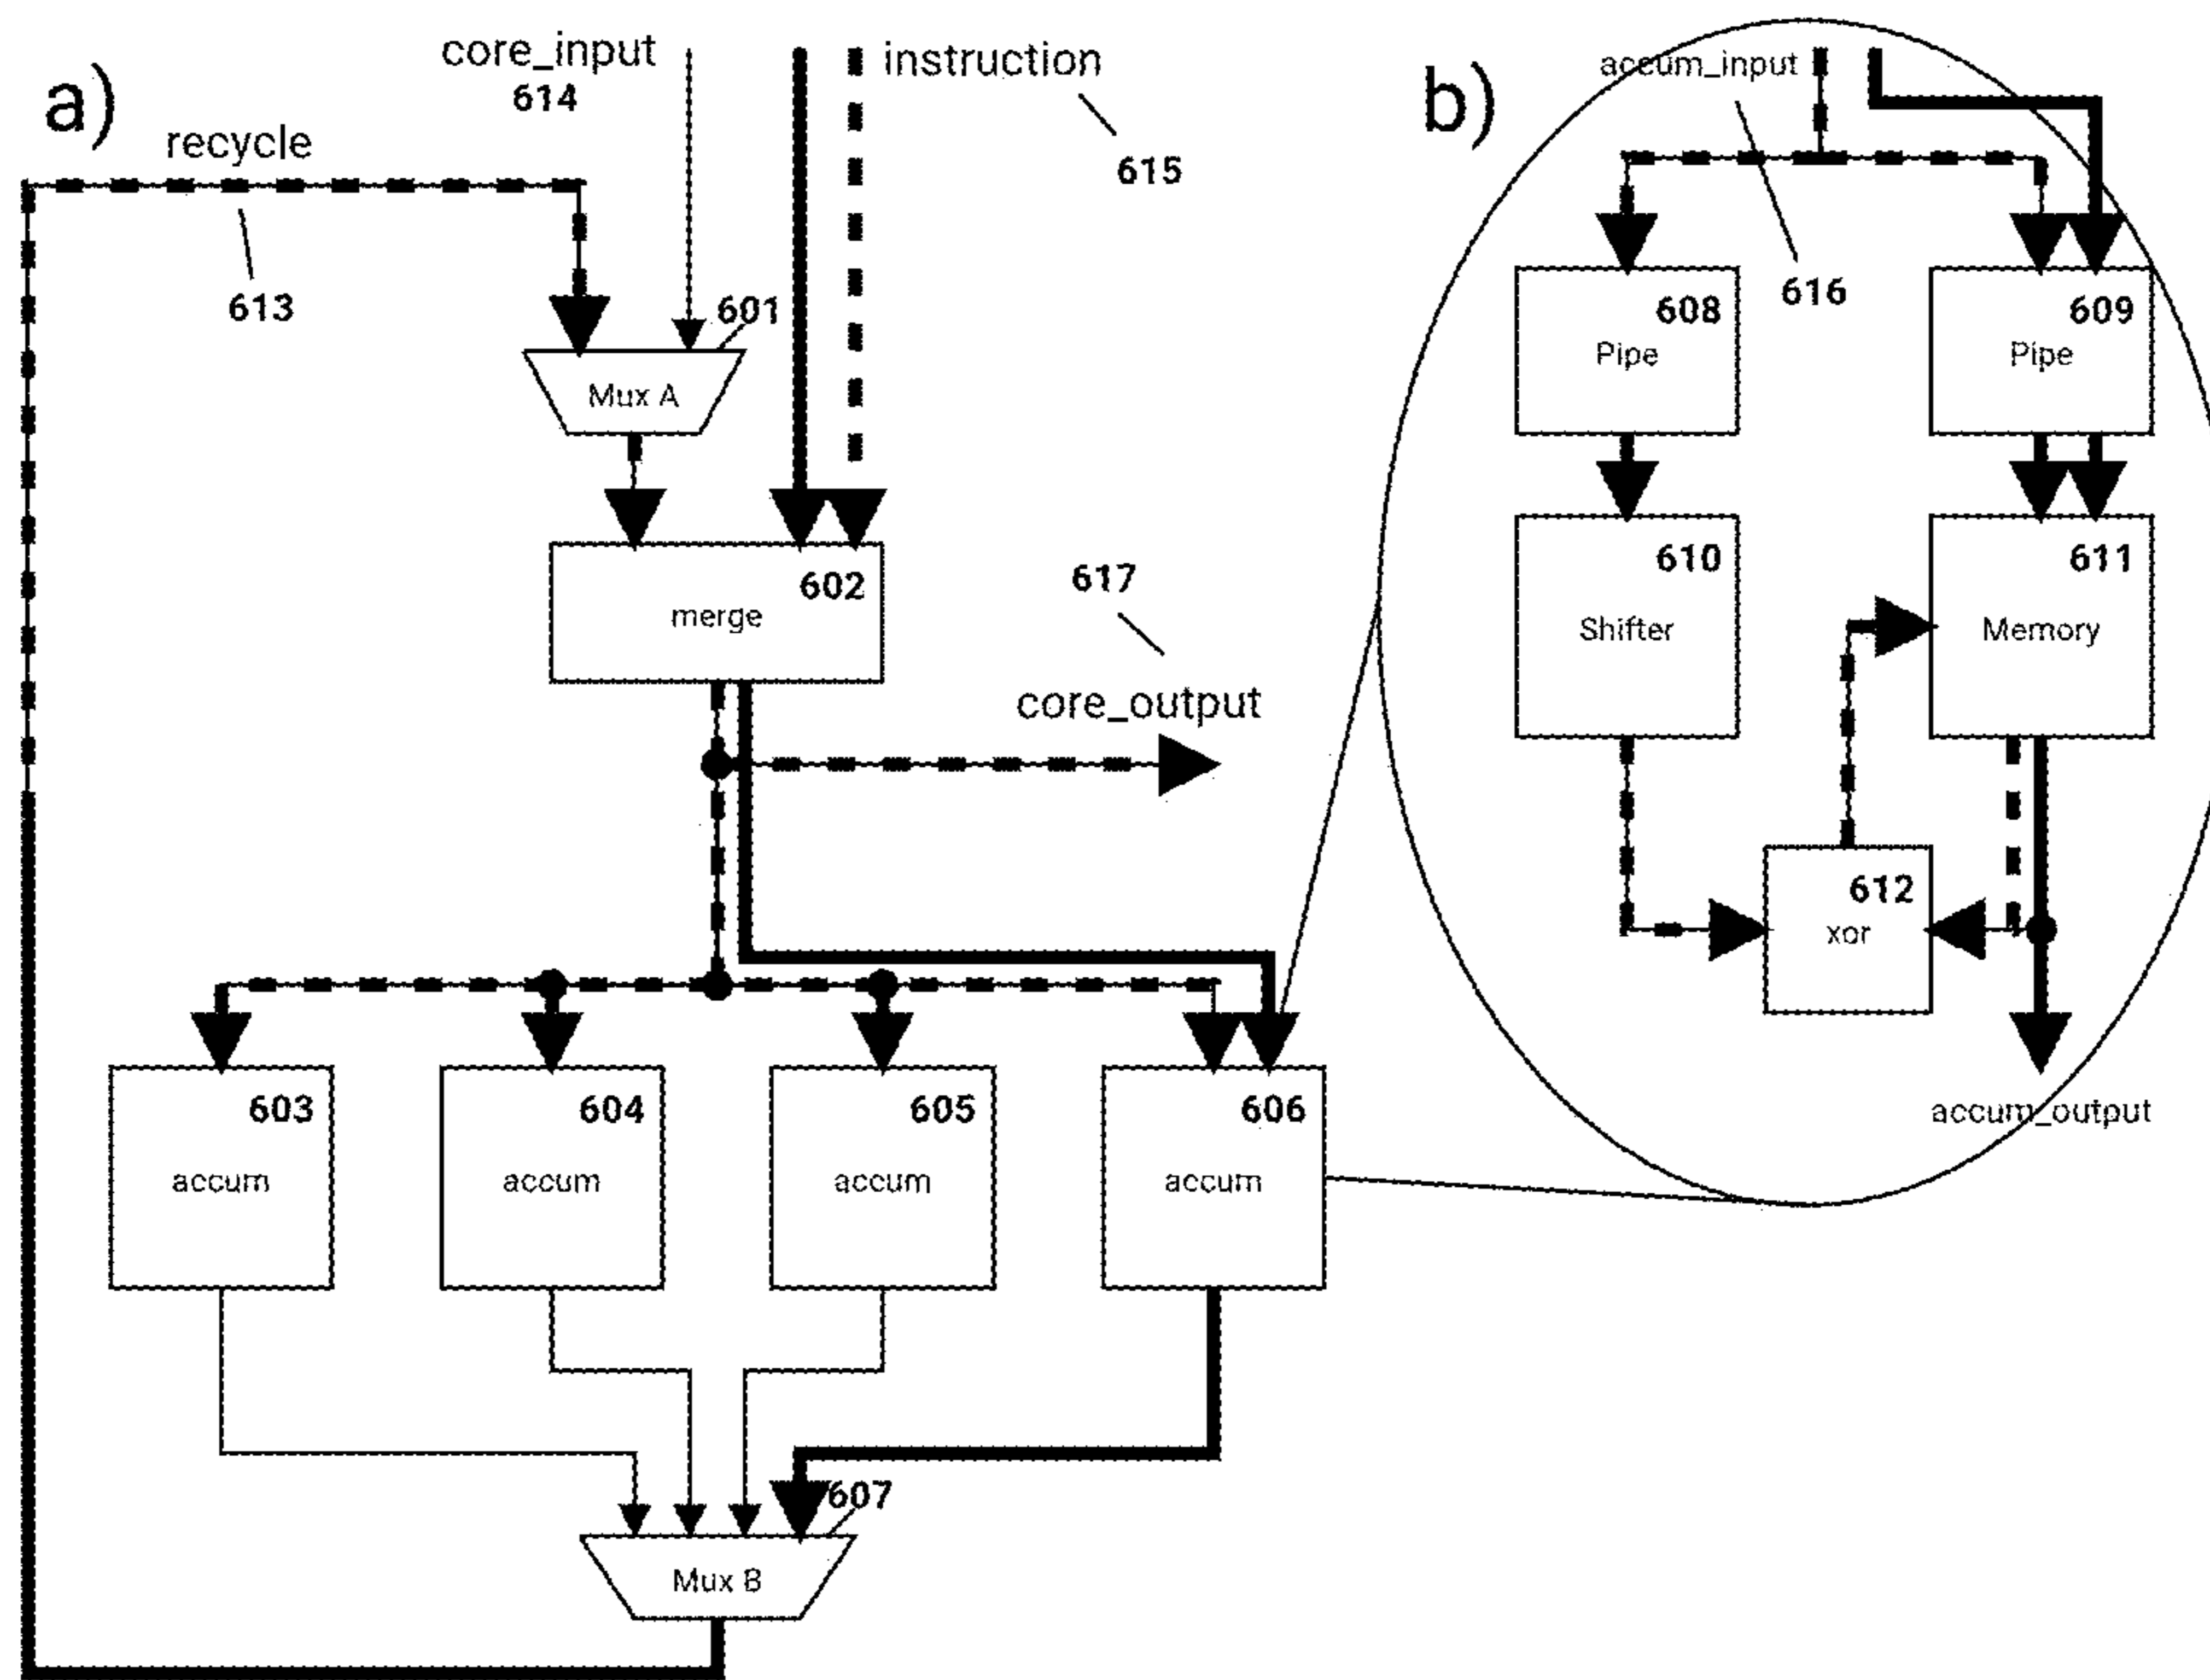 a)
core_input
614
instruction
615
recycle
613
601
Mux A
602
merge
617
core_output
603
accum
604
accum
605
accum
606
accum
607
Mux B
b)
accum_input
616
608
Pipe
609
Pipe
610
Shifter
611
Memory
612
xor
accum_output